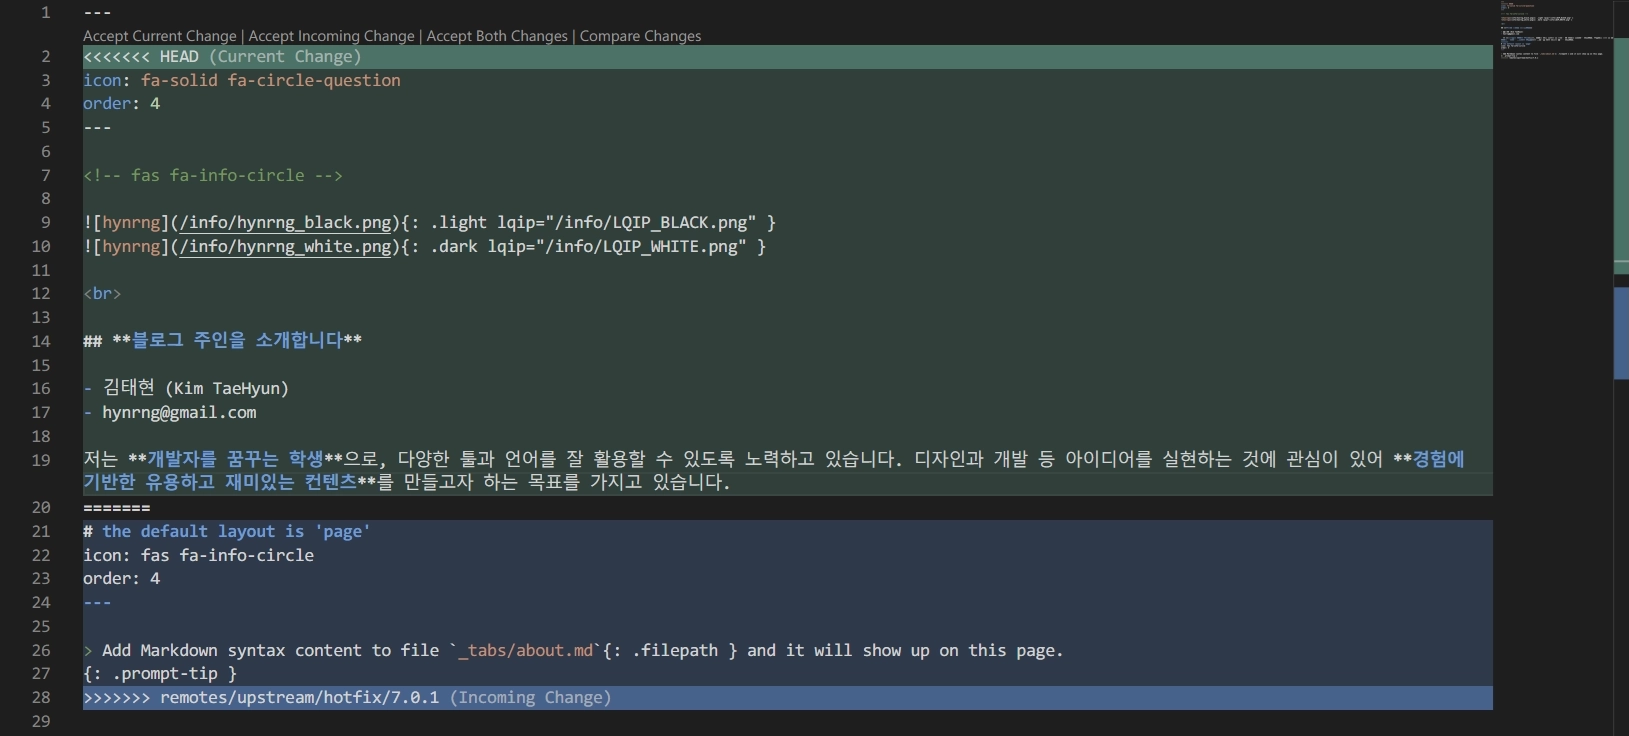 1 ---
Accept Current Change | Accept Incoming Change | Accept Both Changes | Compare Changes
2 <<<<<<< HEAD (Current Change)
3 icon: fa-solid fa-circle-question
4 order: 4
5 ---
6
7 <!-- fas fa-info-circle -->
8
9 ![hynrng](/info/hynrng_black.png){: .light lqip="/info/LQIP_BLACK.png" }
10 ![hynrng](/info/hynrng_white.png){: .dark lqip="/info/LQIP_WHITE.png" }
11
12 <br>
13
14 ## **블로그 주인을 소개합니다**
15
16 - 김태현 (Kim TaeHyun)
17 - hynrng@gmail.com
18
19 저는 **개발자를 꿈꾸는 학생**으로, 다양한 툴과 언어를 잘 활용할 수 있도록 노력하고 있습니다. 디자인과 개발 등 아이디어를 실현하는 것에 관심이 있어 **경험에
기반한 유용하고 재미있는 컨텐츠**를 만들고자 하는 목표를 가지고 있습니다.
20 =======
21 # the default layout is 'page'
22 icon: fas fa-info-circle
23 order: 4
24 ---
25
26 > Add Markdown syntax content to file `_tabs/about.md`{: .filepath } and it will show up on this page.
27 {: .prompt-tip }
28 >>>>>>> remotes/upstream/hotfix/7.0.1 (Incoming Change)
29